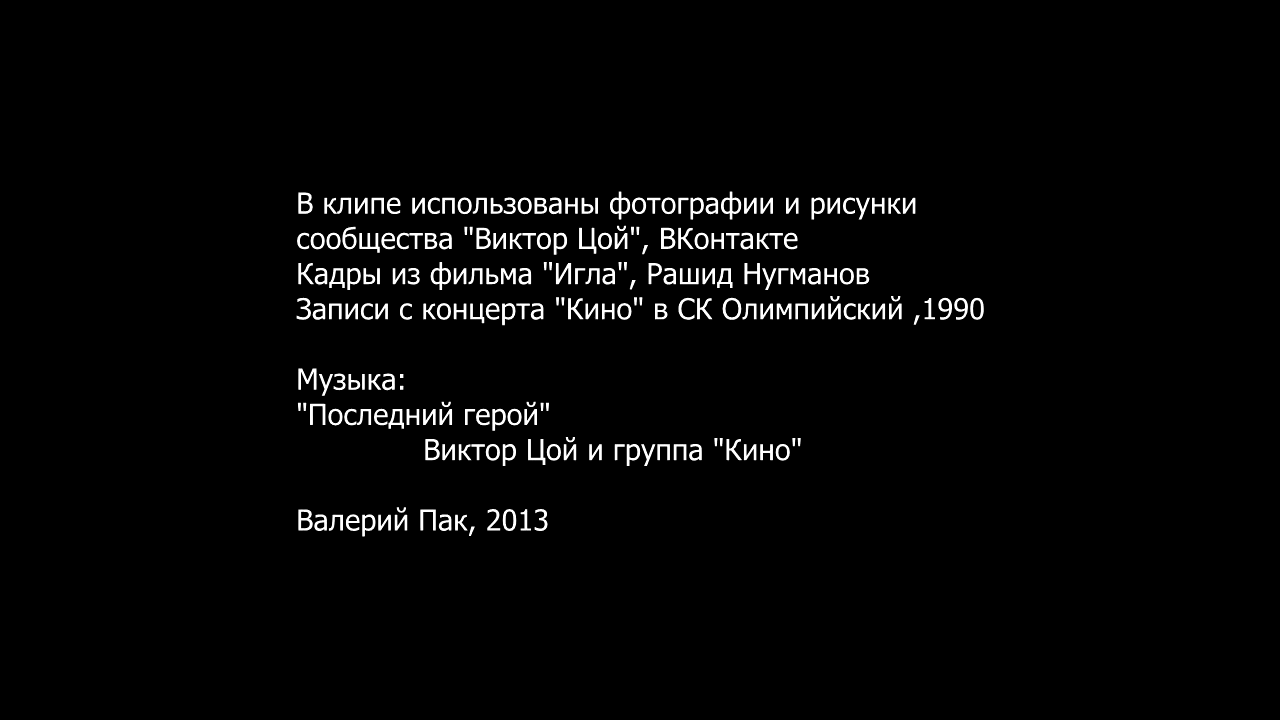 В клипе использованы фотографии и рисунки
сообщества "Виктор Цой", ВКонтакте
Кадры из фильма "Игла", Рашид Нугманов
Записи с концерта "Кино" в СК Олимпийский ,1990
Музыка:
"Последний герой"
Виктор Цой и группа "Кино"
Валерий Пак, 2013